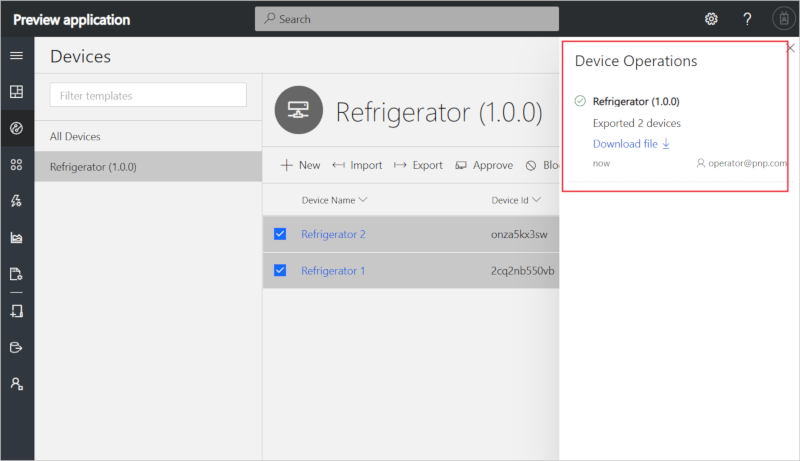 Preview application
Search
?
Devices
Filter templates
All Devices
Refrigerator (1.0.0)
Refrigerator (1.0.0)
New
Import
Export
Approve
Blo
Device Name
Device Id
Refrigerator 2
onza5kx3sw
Refrigerator 1
2cq2nb550vb
Device Operations
Refrigerator (1.0.0)
Exported 2 devices
Download file
now
operator@pnp.com